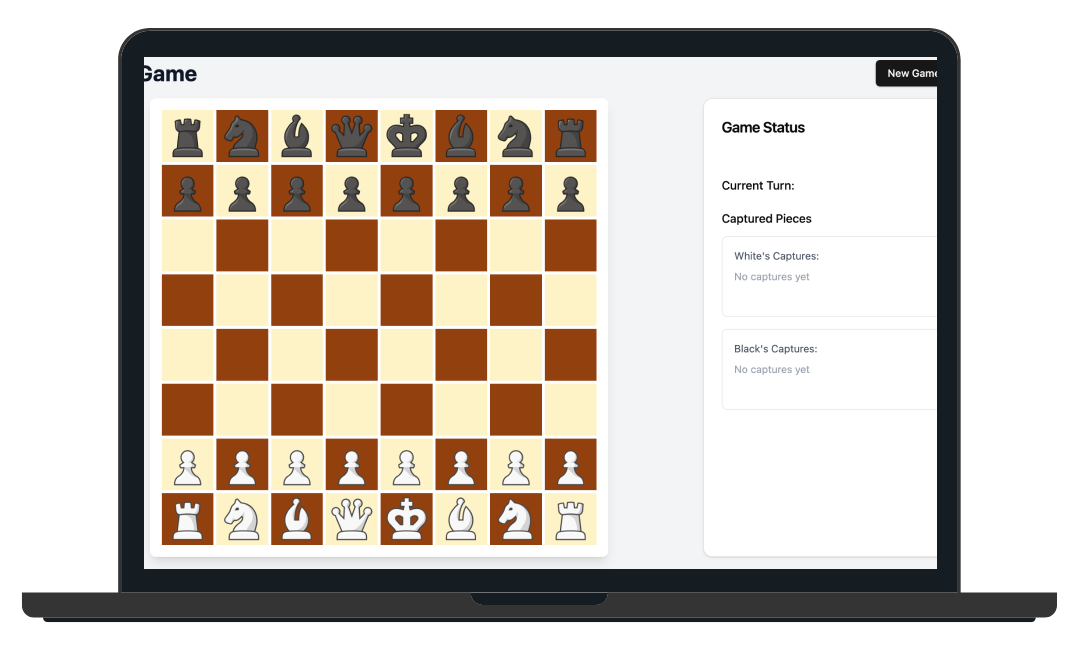 Game
New Game
Game Status
Current Turn:
Captured Pieces
White's Captures:
No captures yet
Black's Captures:
No captures yet